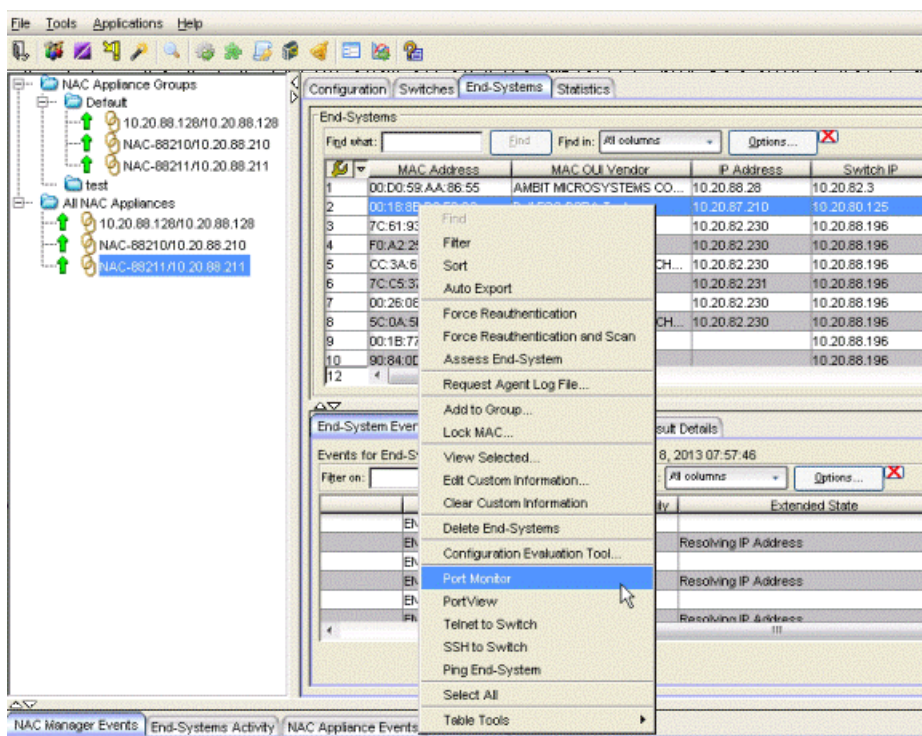 File Tools Applications Help
NAC Appliance Groups
Default
10.20.88.128/10.20.88.128
NAC-88210/10.20.88.210
NAC-88211/10.20.88.211
test
All NAC Appliances
10.20.88.128/10.20.88.128
NAC-88210/10.20.88.210
NAC-88211/10.20.88.211
Configuration Switches End-Systems Statistics
End-Systems
Find what: Find Find in: All columns Options...
MAC Address MAC OUI Vendor IP Address Switch IP
1 00:D0:59:AA:86:55 AMBIT MICROSYSTEMS CO... 10.20.88.28 10.20.82.3
2 10.20.87.210 10.20.80.125
3 7C:61:93 10.20.82.230 10.20.88.196
4 F0:A2:25 10.20.82.230 10.20.88.196
5 CC:3A:6 CH... 10.20.82.230 10.20.88.196
6 7C:C5:37 10.20.82.231 10.20.88.196
7 00:26:08 10.20.82.230 10.20.88.196
8 5C:0A:5 CH... 10.20.82.230 10.20.88.196
9 00:1B:77 10.20.88.196
10 90:84:0D 10.20.88.196
12
Find
Filter
Sort
Auto Export
Force Reauthentication
Force Reauthentication and Scan
Assess End-System
Request Agent Log File...
Add to Group...
Lock MAC...
View Selected...
Edit Custom Information...
Clear Custom Information
Delete End-Systems
Configuration Evaluation Tool...
Port Monitor
PortView
Telnet to Switch
SSH to Switch
Ping End-System
Select All
Table Tools
End-System Even sult Details
Events for End-S 8, 2013 07:57:46
Filter on: All columns Options...
ily Extended State
EN
EN Resolving IP Address
EN
EN Resolving IP Address
EN
EN Resolving IP Address
NAC Manager Events End-Systems Activity NAC Appliance Events